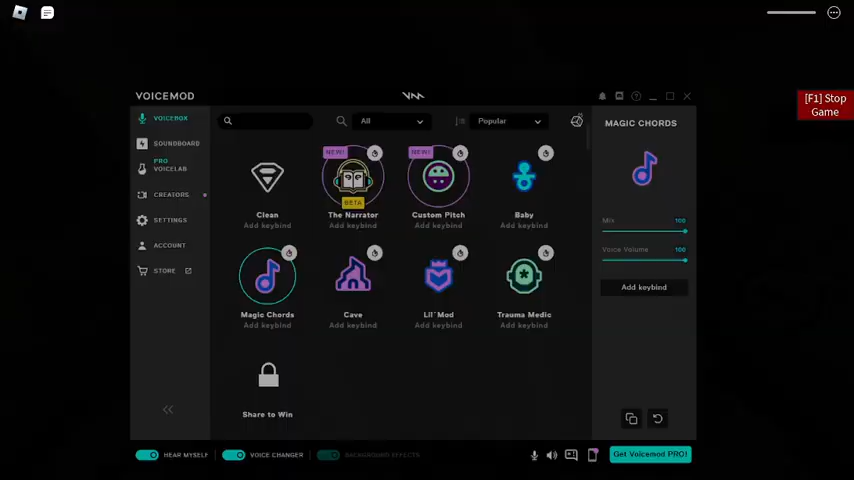 VOICEMOD
[F1] Stop
Game
VOICEBOX
SOUNDBOARD
PRO
VOICELAB
CREATORS
SETTINGS
ACCOUNT
STORE
All
Popular
NEW!
NEW!
BETA
Clean
Add keybind
The Narrator
Add keybind
Custom Pitch
Add keybind
Baby
Add keybind
Magic Chords
Add keybind
Cave
Add keybind
Lil' Mod
Add keybind
Trauma Medic
Add keybind
Share to Win
MAGIC CHORDS
Mix 100
Voice Volume 100
Add keybind
HEAR MYSELF
VOICE CHANGER
BACKGROUND EFFECTS
Get Voicemod PRO!